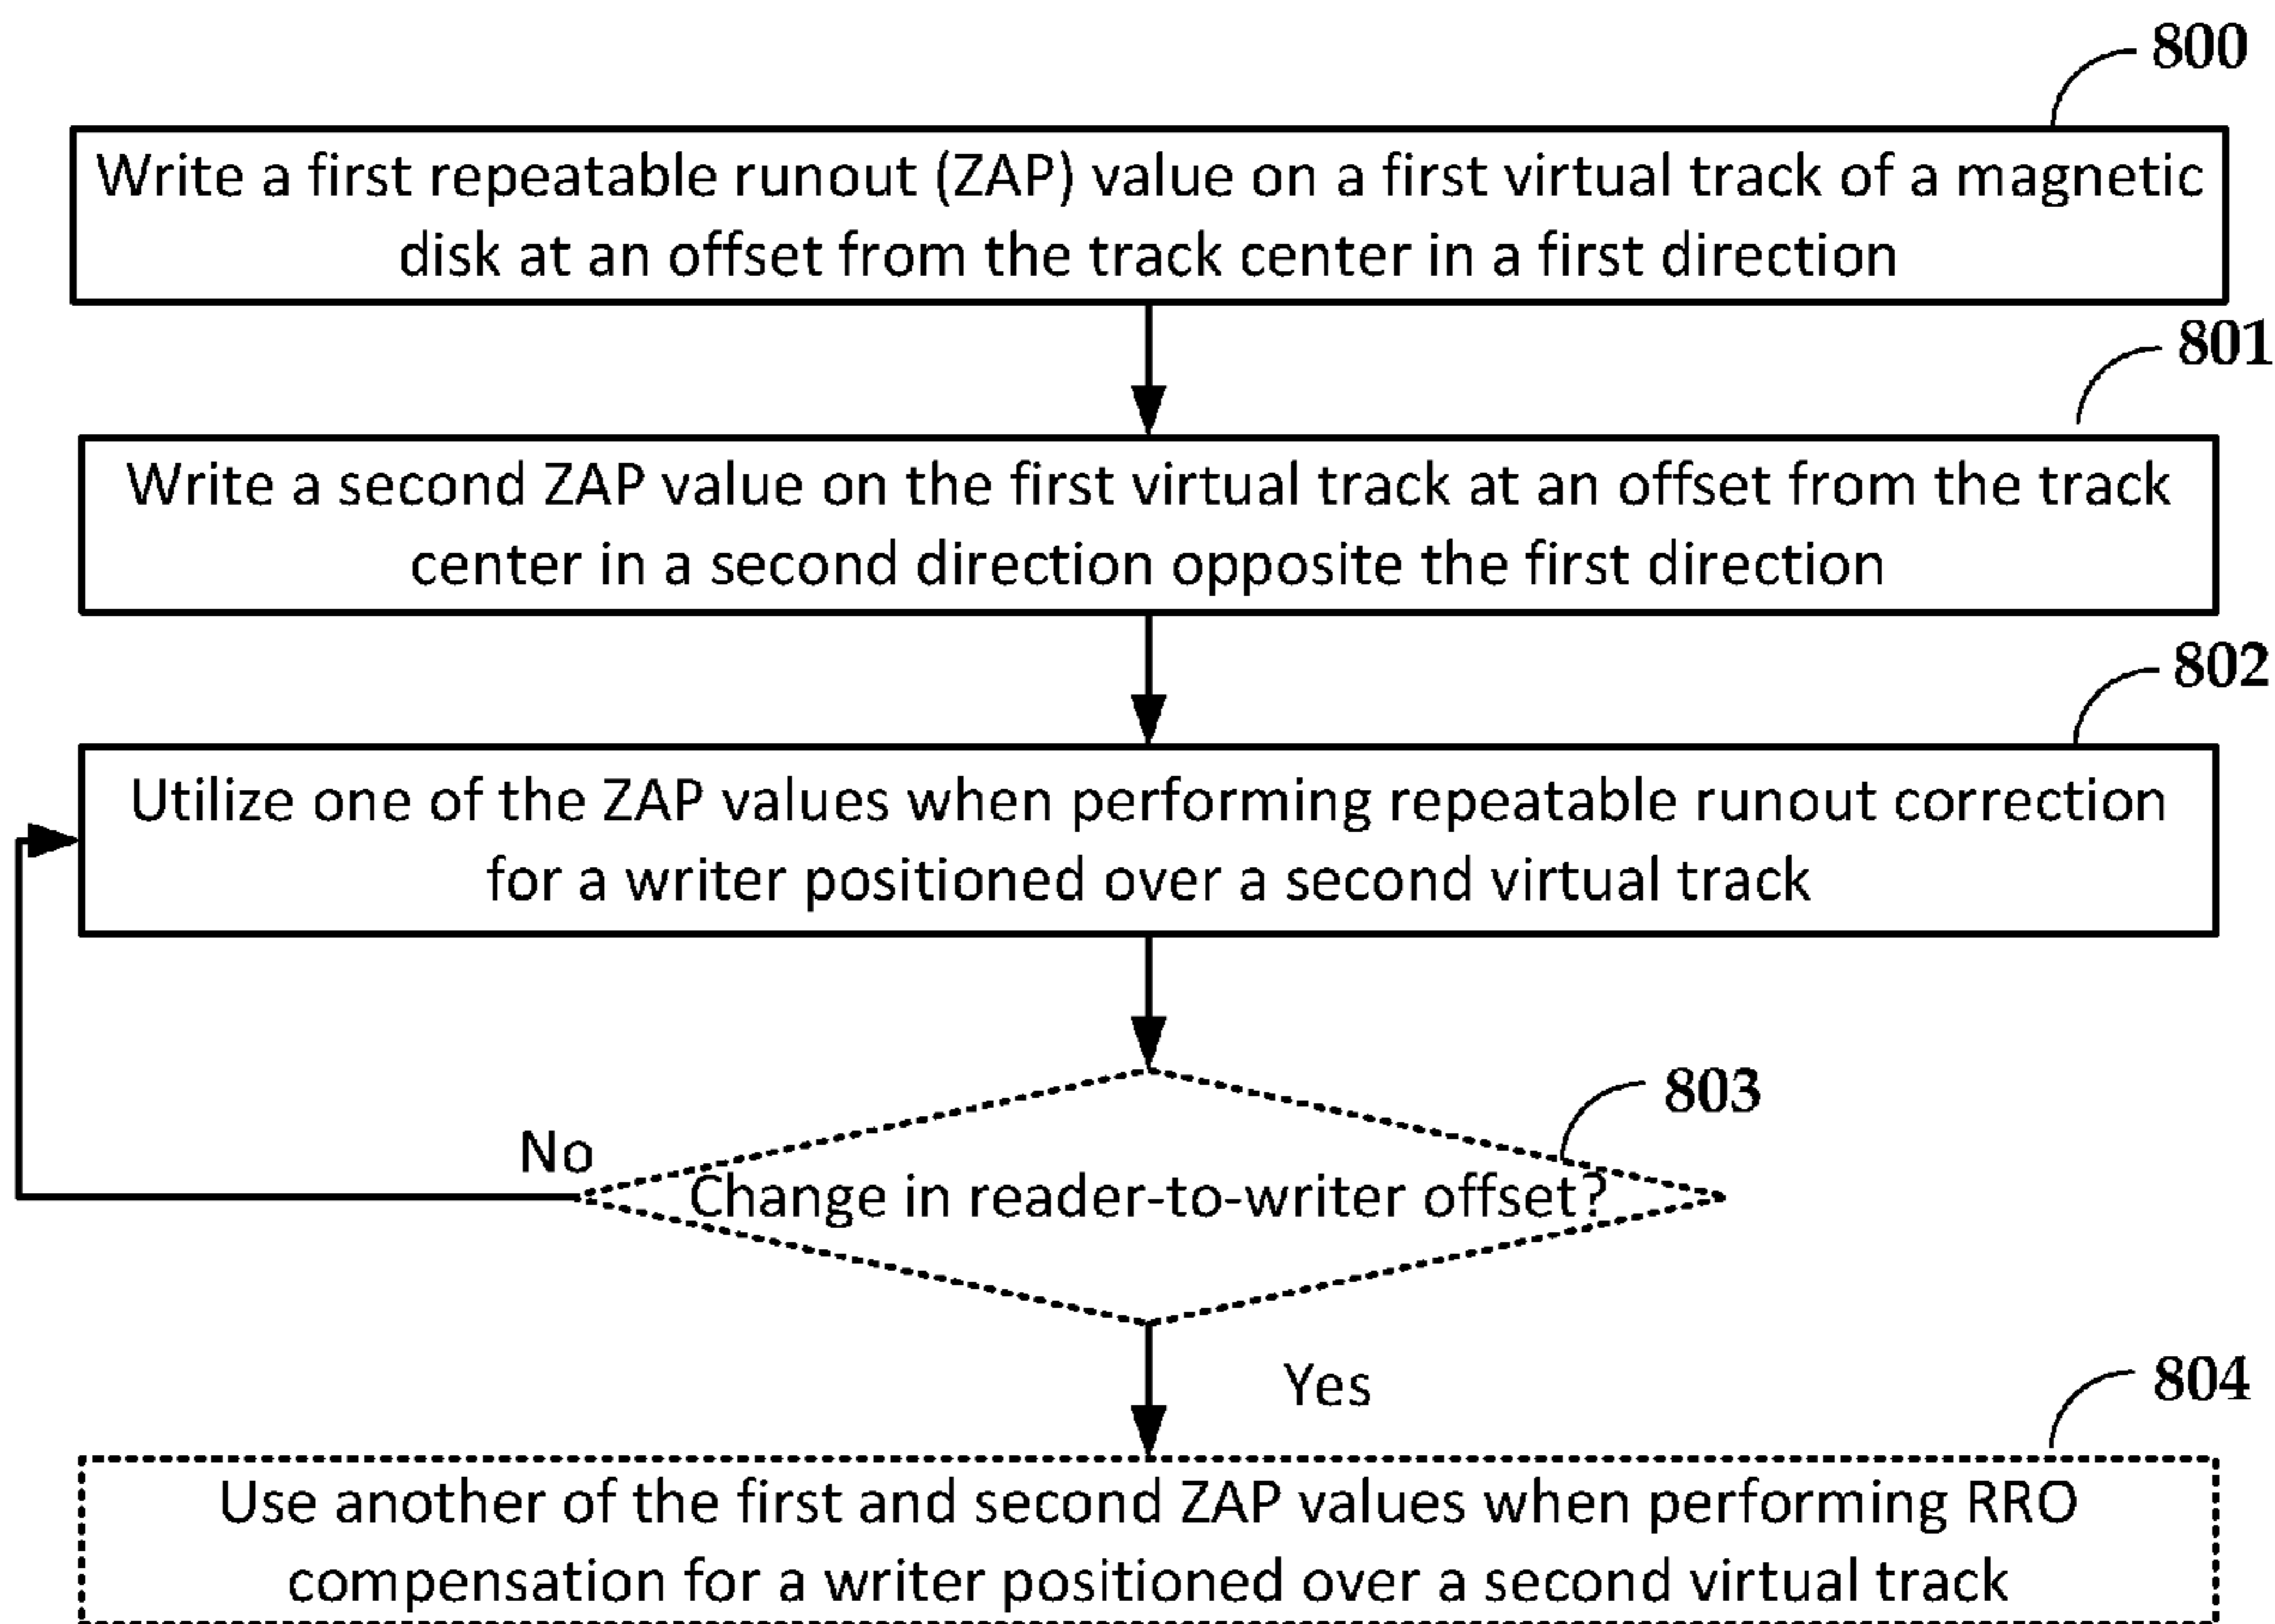 800
Write a first repeatable runout (ZAP) value on a first virtual track of a magnetic
disk at an offset from the track center in a first direction
801
Write a second ZAP value on the first virtual track at an offset from the track
center in a second direction opposite the first direction
802
Utilize one of the ZAP values when performing repeatable runout correction
for a writer positioned over a second virtual track
803
No
Change in reader-to-writer offset?
Yes
804
Use another of the first and second ZAP values when performing RRO
compensation for a writer positioned over a second virtual track